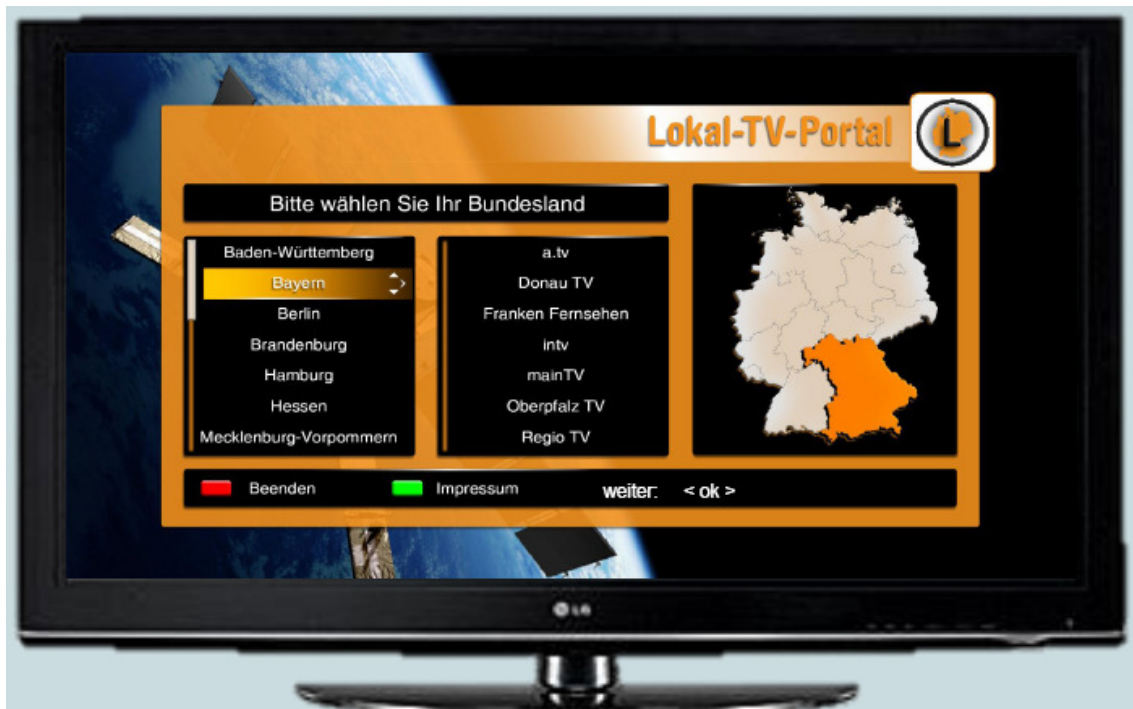 Lokal-TV-Portal
L
Bitte wählen Sie Ihr Bundesland
Baden-Württemberg
Bayern
Berlin
Brandenburg
Hamburg
Hessen
Mecklenburg-Vorpommern
a.tv
Donau TV
Franken Fernsehen
intv
mainTV
Oberpfalz TV
Regio TV
Beenden
Impressum
weiter: < ok >
LG